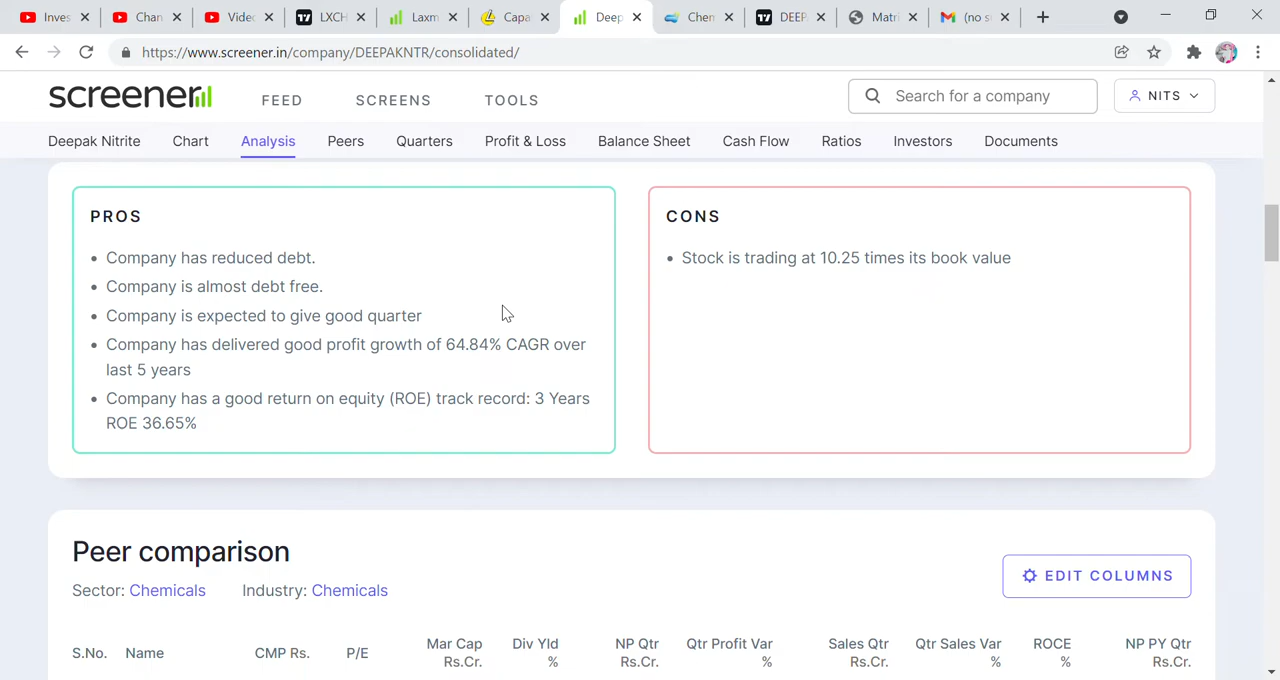 Inves Chan Vide LXCH Laxm Capa Deep Chen DEEP Matri (no s
https://www.screener.in/company/DEEPAKNTR/consolidated/
screener FEED SCREENS TOOLS Search for a company NITS
Deepak Nitrite Chart Analysis Peers Quarters Profit & Loss Balance Sheet Cash Flow Ratios Investors Documents
PROS
Company has reduced debt.
Company is almost debt free.
Company is expected to give good quarter
Company has delivered good profit growth of 64.84% CAGR over
last 5 years
Company has a good return on equity (ROE) track record: 3 Years
ROE 36.65%
CONS
Stock is trading at 10.25 times its book value
Peer comparison
Sector: Chemicals Industry: Chemicals
EDIT COLUMNS
S.No. Name CMP Rs. P/E Mar Cap Div Yld NP Qtr Qtr Profit Var Sales Qtr Qtr Sales Var ROCE NP PY Qtr
Rs.Cr. % Rs.Cr. % Rs.Cr. % % Rs.Cr.